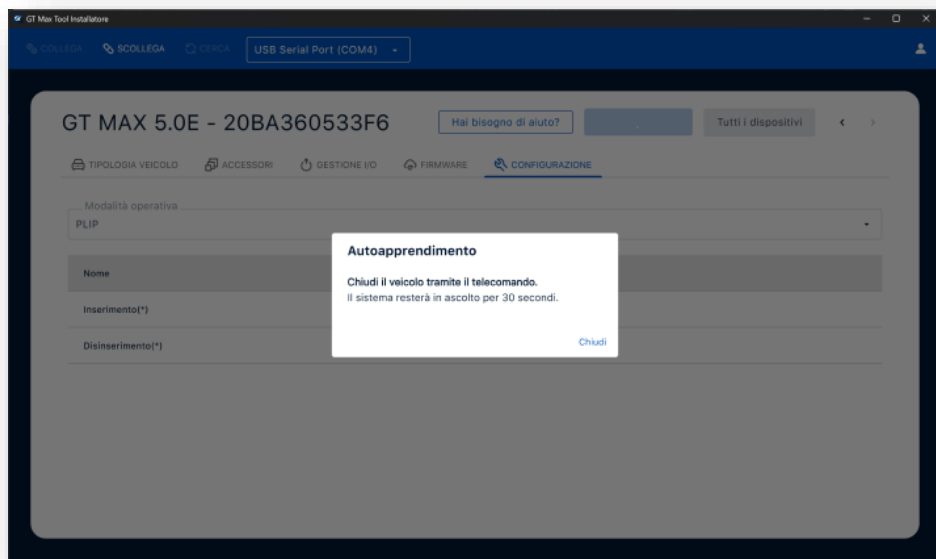 GT Max Tool Installatore
COLLEGA SCOLLEGA CERCA USB Serial Port (COM4)
GT MAX 5.0E - 20BA360533F6 Hai bisogno di aiuto? Tutti i dispositivi
TIPOLOGIA VEICOLO ACCESSORI GESTIONE I/O FIRMWARE CONFIGURAZIONE
Modalità operativa
PLIP
Autoapprendimento
Nome
Chiudi il veicolo tramite il telecomando.
Il sistema resterà in ascolto per 30 secondi.
Inserimento(*)
Chiudi
Disinserimento(*)